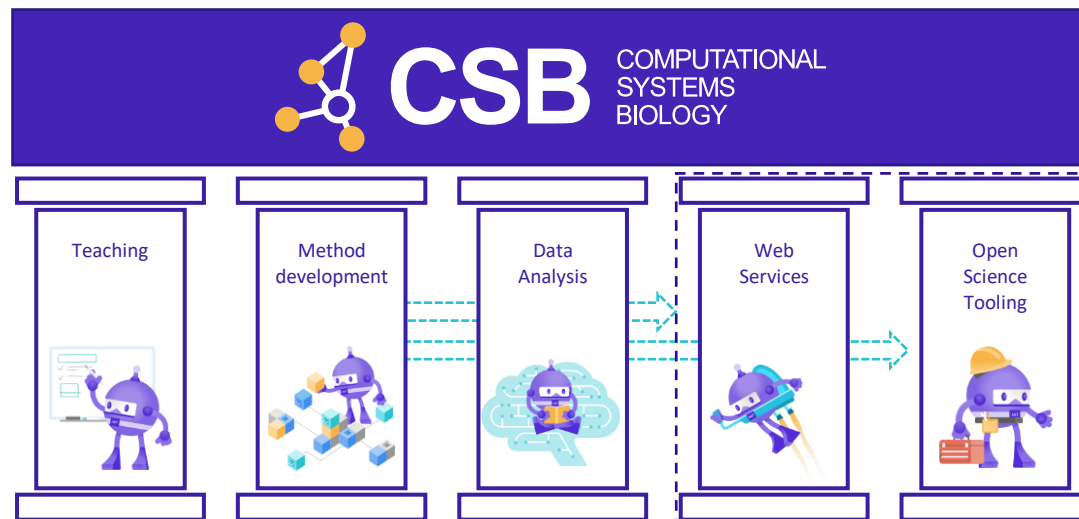 CSB
COMPUTATIONAL
SYSTEMS
BIOLOGY
Teaching
Method
development
Data
Analysis
Web
Services
Open
Science
Tooling